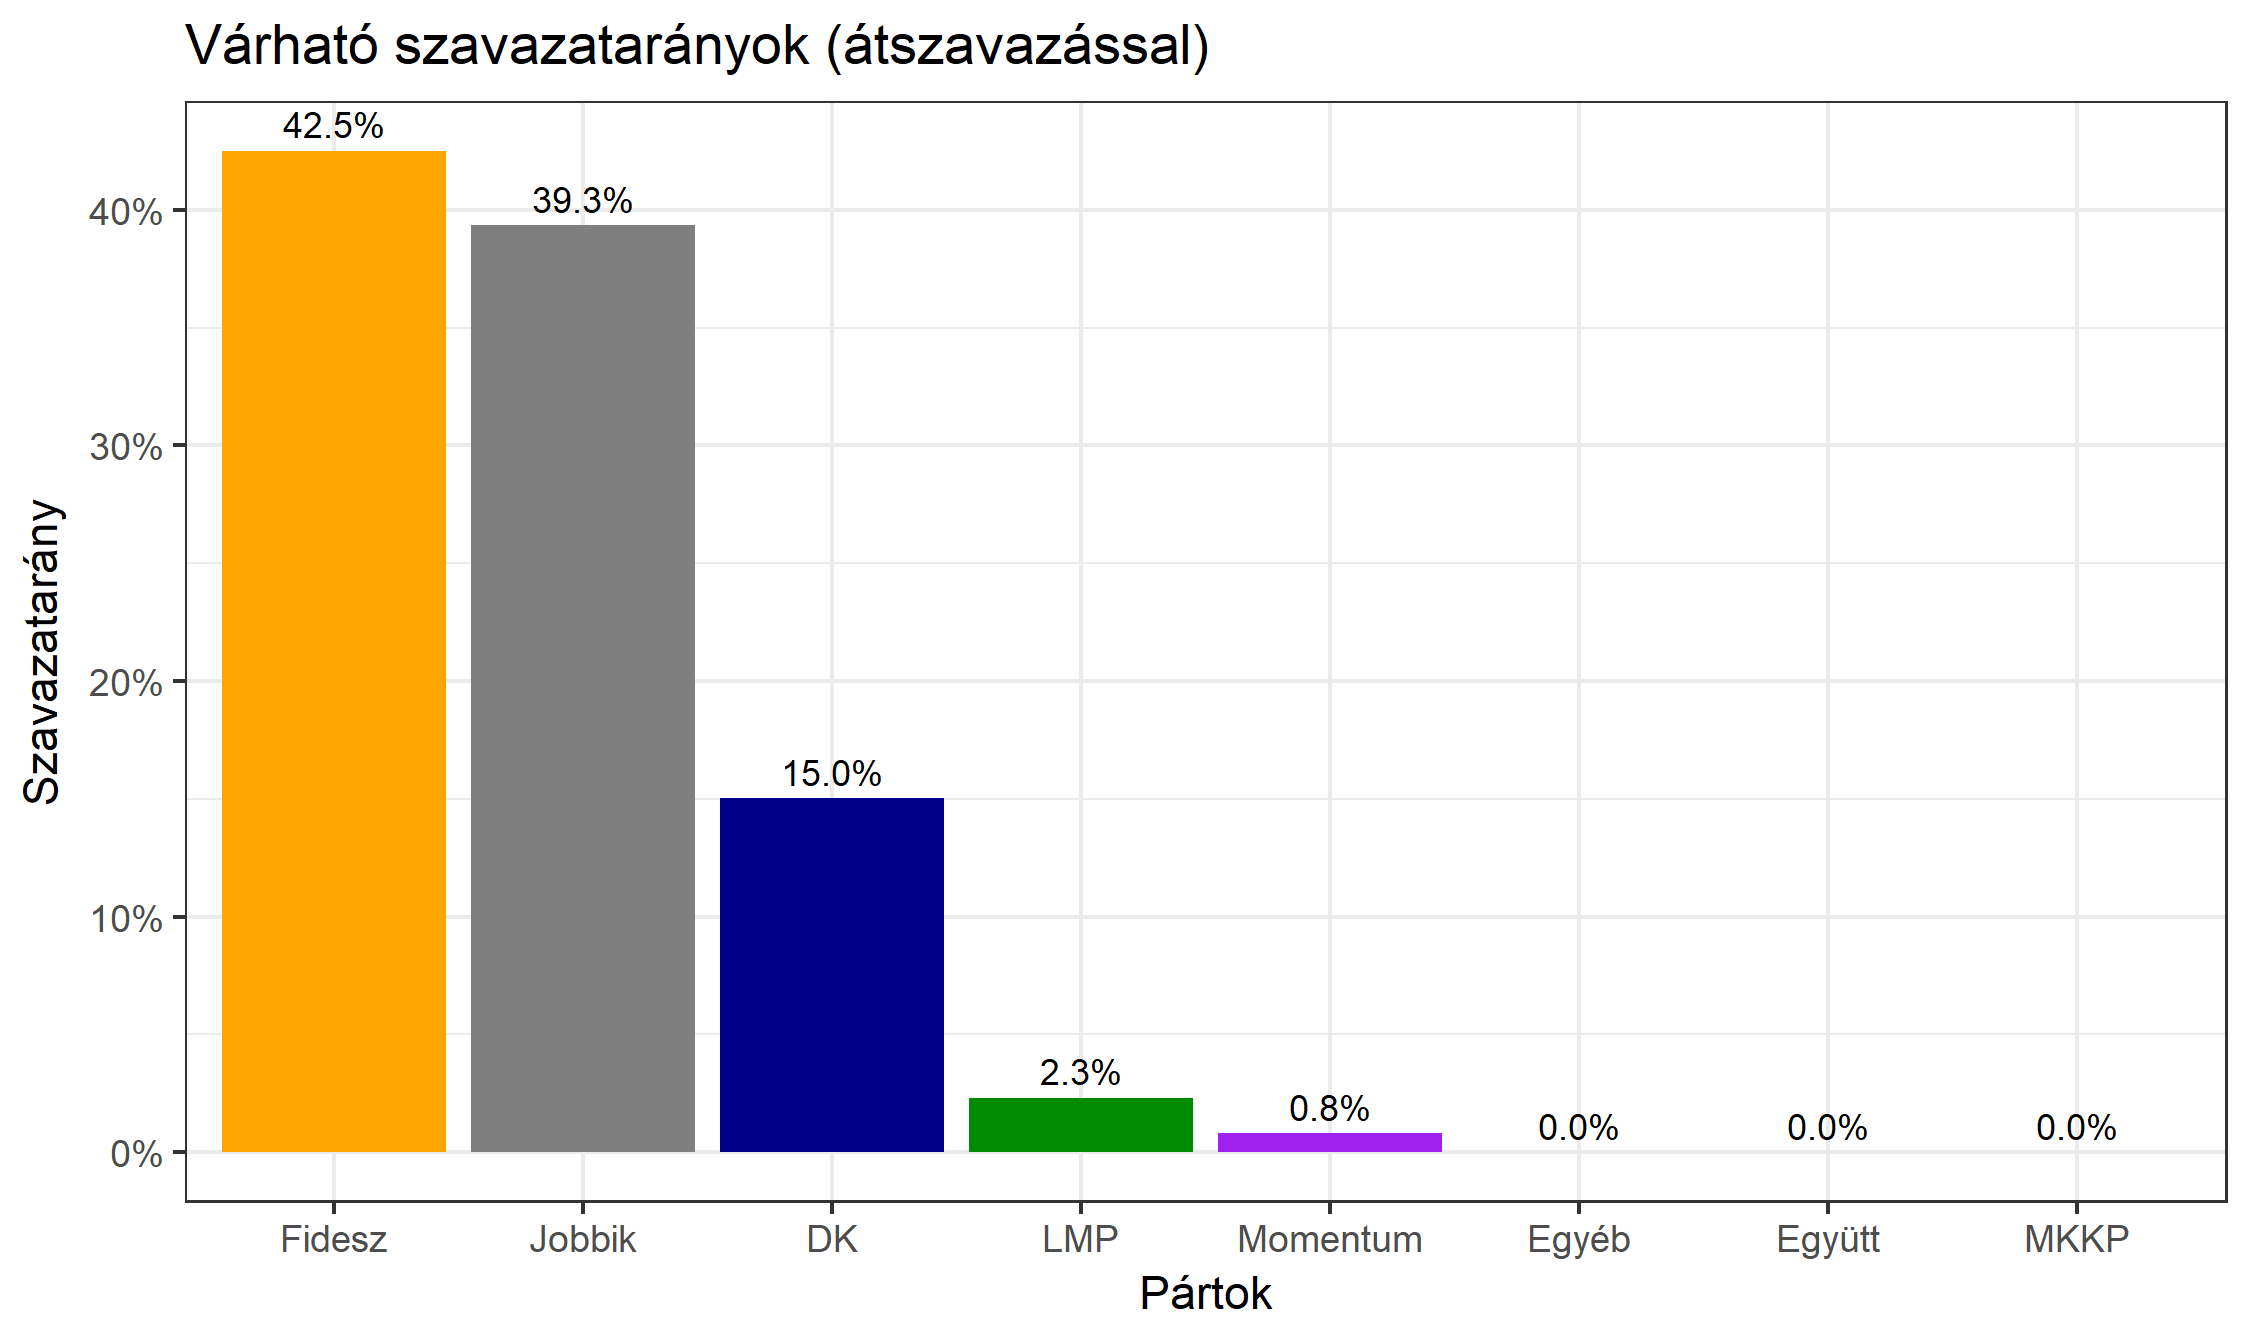 Várható szavazatarányok (átszavazással)
Szavazatarány
40%
30%
20%
10%
0%
42.5%
39.3%
15.0%
2.3%
0.8%
0.0%
0.0%
0.0%
Fidesz
Jobbik
DK
LMP
Momentum
Egyéb
Együtt
MKKP
Pártok